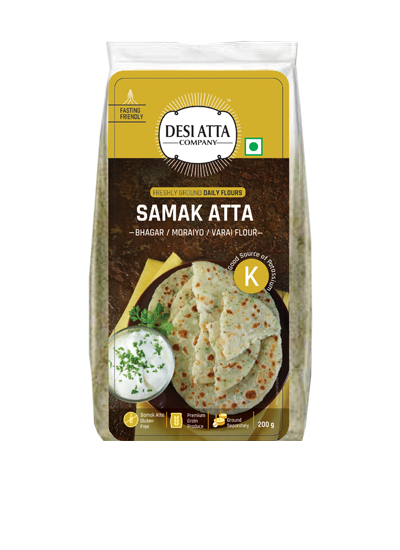 FASTING
FRIENDLY
DESI ATTA
COMPANY
FRESHLY GROUND DAILY FLOURS
SAMAK ATTA
BHAGAR / MORAIYO / VARAI FLOUR
Good Source of Potassium
K
Samak Atta
Gluten
Free
Premium
Grain
Produce
Ground
Separately
200 g